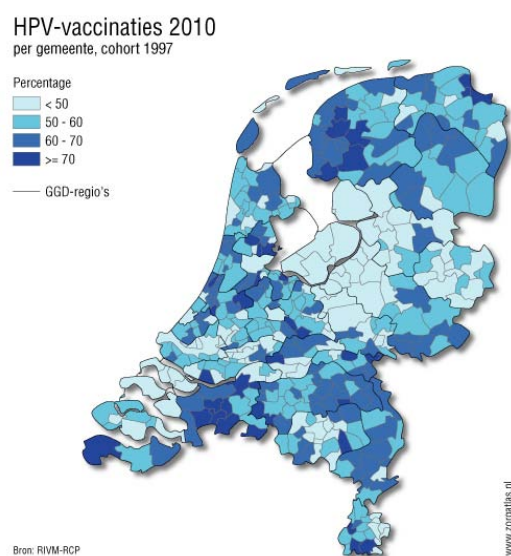 HPV-vaccinaties 2010
per gemeente, cohort 1997
Percentage
< 50
50 - 60
60 - 70
>= 70
GGD-regio's
Bron: RIVM-RCP
www.zorgatlas.nl